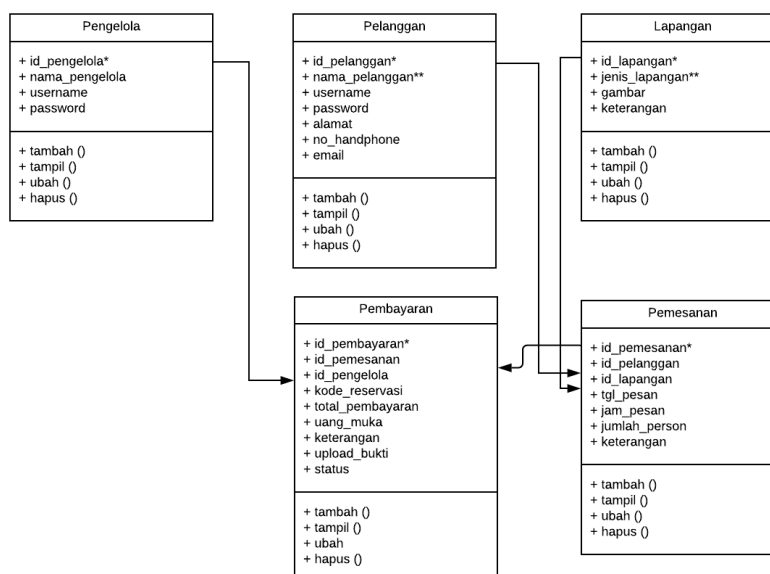 Pengelola
+ id_pengelola*
+ nama_pengelola
+ username
+ password
+ tambah ()
+ tampil ()
+ ubah ()
+ hapus ()
Pelanggan
+ id_pelanggan*
+ nama_pelanggan**
+ username
+ password
+ alamat
+ no_handphone
+ email
+ tambah ()
+ tampil ()
+ ubah ()
+ hapus ()
Lapangan
+ id_lapangan*
+ jenis_lapangan**
+ gambar
+ keterangan
+ tambah ()
+ tampil ()
+ ubah ()
+ hapus ()
Pembayaran
+ id_pembayaran*
+ id_pemesanan
+ id_pengelola
+ kode_reservasi
+ total_pembayaran
+ uang_muka
+ keterangan
+ upload_bukti
+ status
+ tambah ()
+ tampil ()
+ ubah
+ hapus ()
Pemesanan
+ id_pemesanan*
+ id_pelanggan
+ id_lapangan
+ tgl_pesan
+ jam_pesan
+ jumlah_person
+ keterangan
+ tambah ()
+ tampil ()
+ ubah ()
+ hapus ()